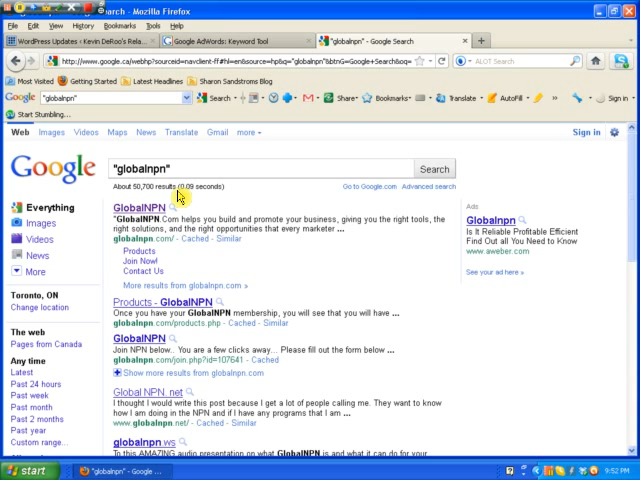 arch - Mozilla Firefox
File Edit View History Bookmarks Tools Help
WordPress Updates ‹ Kevin DeRoo's Rela...
Google AdWords: Keyword Tool
"globalnpn" - Google Search
http://www.google.ca/webhp?sourceid=navclient-ff#hl=en&source=hp&q="globalnpn"&btnG=Google+Search&oq=
ALOT Search
Most Visited Getting Started Latest Headlines Sharon Sandstroms Blog
Google "globalnpn" Search Share Bookmarks Translate AutoFill » Sign in
Start Stumbling...
Web Images Videos Maps News Translate Gmail more Sign in
Google "globalnpn" Search
About 50,700 results (0.09 seconds) Go to Google.com Advanced search
Everything
Images
Videos
News
More
Toronto, ON
Change location
The web
Pages from Canada
Any time
Latest
Past 24 hours
Past week
Past month
Past 2 months
Past year
Custom range...
GlobalNPN
"GlobalNPN.Com helps you build and promote your business, giving you the right tools, the
right solutions, and the right opportunities that every marketer ...
globalnpn.com/ - Cached - Similar
Products
Join Now!
Contact Us
More results from globalnpn.com »
Products - GlobalNPN
Once you have your GlobalNPN membership, you will see that you will have ...
globalnpn.com/products.php - Cached - Similar
GlobalNPN
Join NPN below.. You are a few clicks away... Please fill out the form below ...
globalnpn.com/join.php?id=107641 - Cached
Show more results from globalnpn.com
Global NPN. net
I thought I would write this post because I get a lot of people calling me. They want to know
how I am doing in the NPN and if I have any programs that I am ...
www.globalnpn.net/ - Cached - Similar
globalnpn.ws
To this AMAZING audio presentation on what GlobalNPN is and what it can do for your
Ads
Globalnpn
Is It Reliable Profitable Efficient
Find Out all You Need to Know
www.aweber.com
See your ad here »
start "globalnpn" - Google ... 9:52 PM